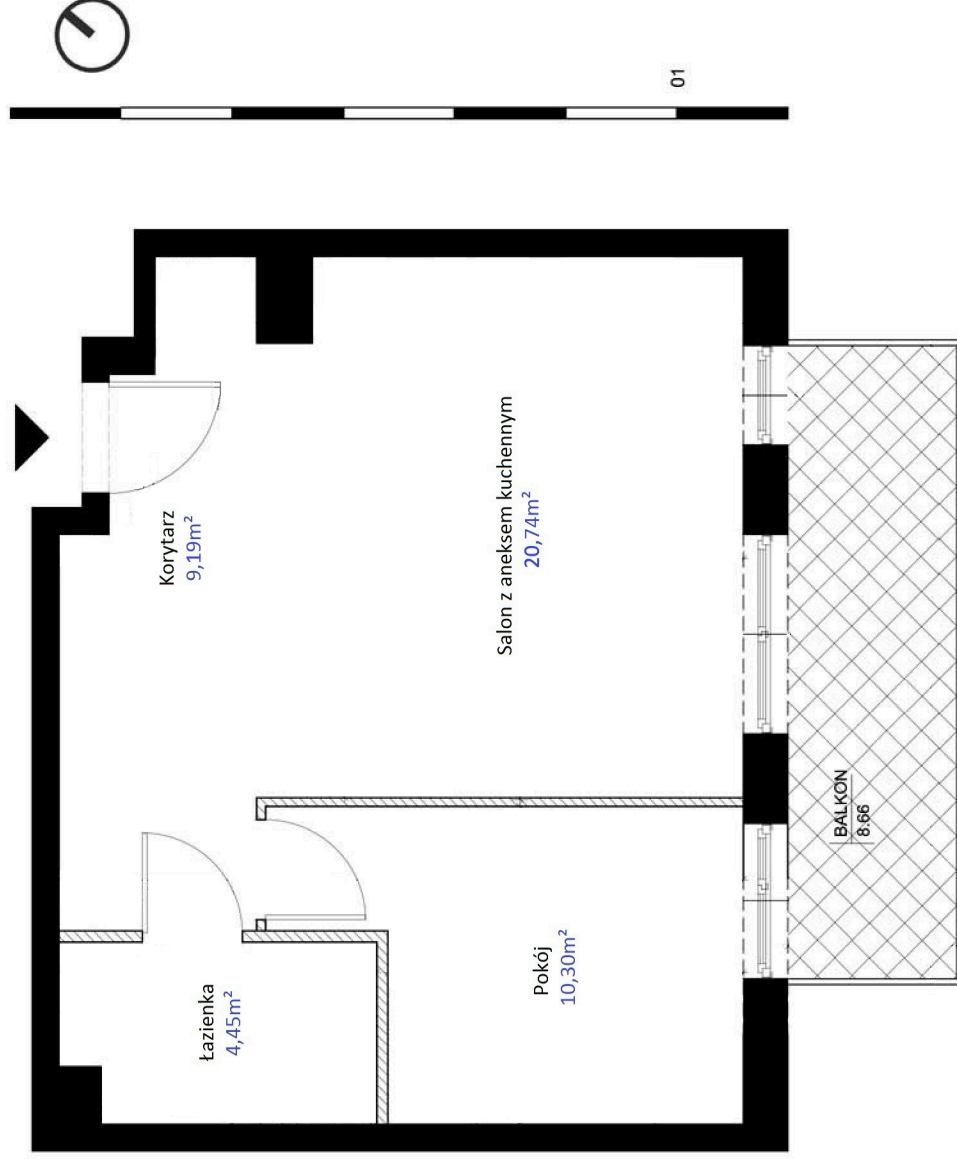 01
Korytarz
9,19m²
Salon z aneksem kuchennym
20,74m²
BALKON
8.66
Pokój
10,30m²
Łazienka
4,45m²